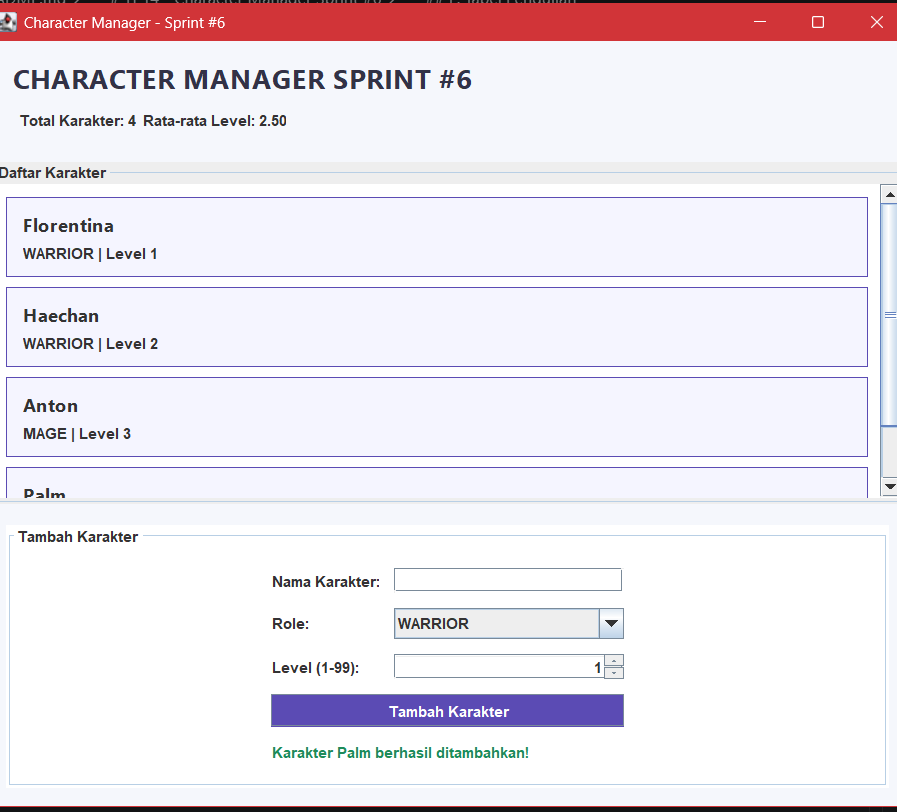 Character Manager - Sprint #6
CHARACTER MANAGER SPRINT #6
Total Karakter: 4 Rata-rata Level: 2.50
Daftar Karakter
Florentina
WARRIOR | Level 1
Haechan
WARRIOR | Level 2
Anton
MAGE | Level 3
Palm
Tambah Karakter
Nama Karakter:
Role: WARRIOR
Level (1-99): 1
Tambah Karakter
Karakter Palm berhasil ditambahkan!